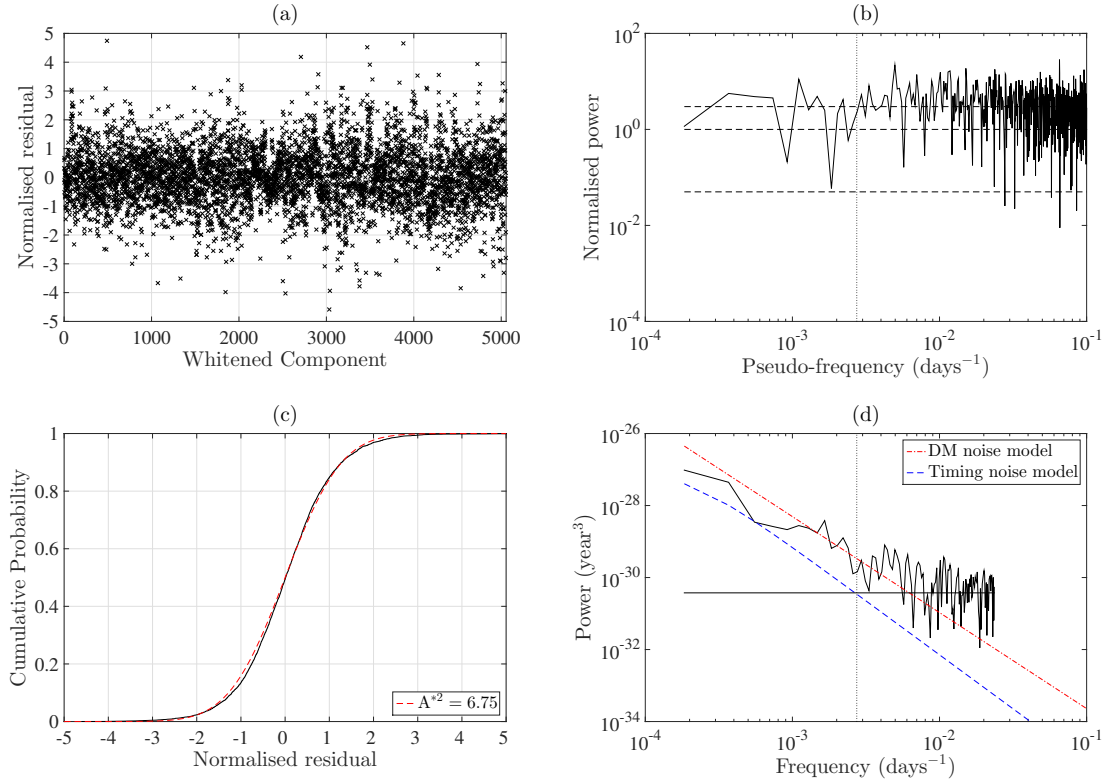 (a)
5
4
3
2
1
0
-1
-2
-3
-4
-5
0 1000 2000 3000 4000 5000
Normalised residual
Whitened Component
(b)
10^2
10^0
10^-2
10^-4
10^-4 10^-3 10^-2 10^-1
Normalised power
Pseudo-frequency (days^-1)
(c)
1
0.8
0.6
0.4
0.2
0
-5 -4 -3 -2 -1 0 1 2 3 4 5
Cumulative Probability
Normalised residual
A*2 = 6.75
(d)
10^-26
10^-28
10^-30
10^-32
10^-34
10^-4 10^-3 10^-2 10^-1
Power (year^3)
Frequency (days^-1)
DM noise model
Timing noise model